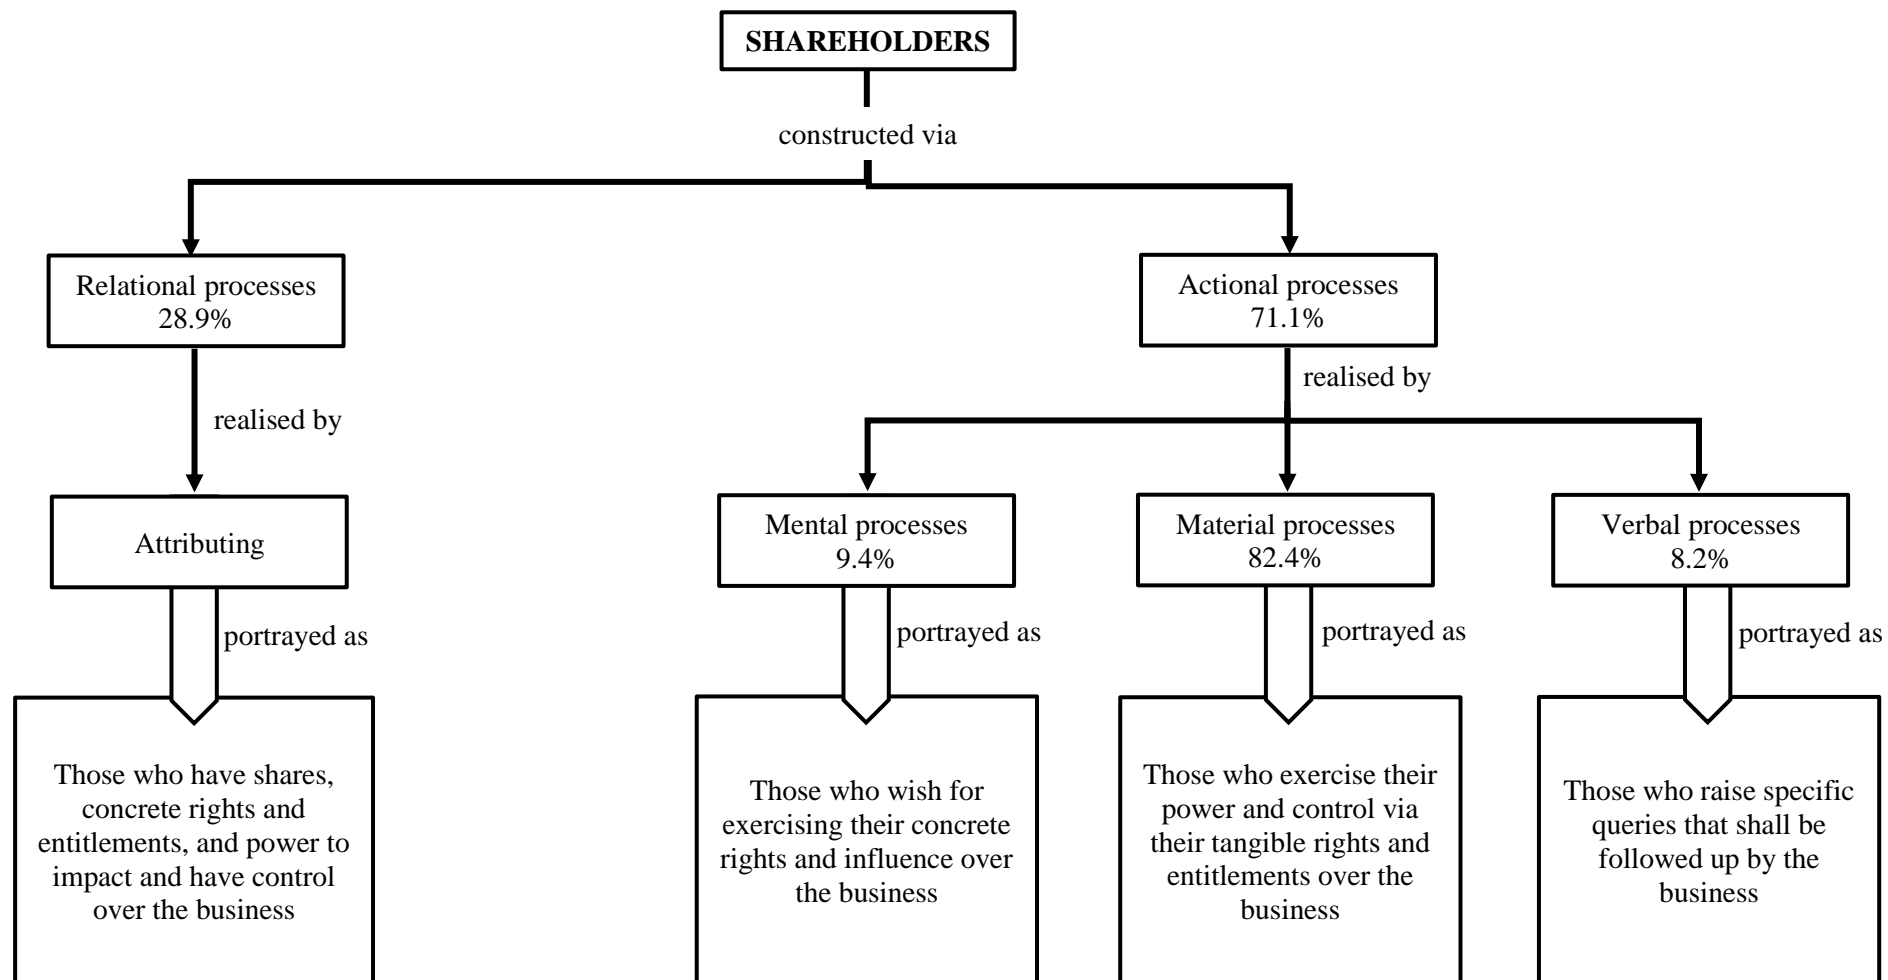 SHAREHOLDERS
constructed via
Relational processes
28.9%
Actional processes
71.1%
realised by
realised by
Attributing
Mental processes
9.4%
Material processes
82.4%
Verbal processes
8.2%
portrayed as
portrayed as
portrayed as
portrayed as
Those who have shares,
concrete rights and
entitlements, and power to
impact and have control
over the business
Those who wish for
exercising their concrete
rights and influence over
the business
Those who exercise their
power and control via
their tangible rights and
entitlements over the
business
Those who raise specific
queries that shall be
followed up by the
business